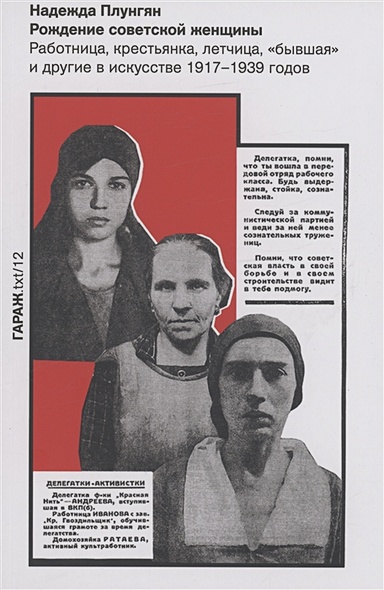 Надежда Плунгян
Рождение советской женщины
Работница, крестьянка, летчица, «бывшая»
и другие в искусстве 1917–1939 годов
Делегатка, помни,
что ты вошла в пере-
довой отряд рабочего
класса. Будь выдер-
жана, стойка, созна-
тельна.
Следуй за комму-
нистической партией
и веди за ней менее
сознательных труже-
ниц.
Помни, что совет-
ская власть в своей
борьбе и в своем
строительстве видит
в тебе подмогу.
ГАРАЖ.txt/12
ДЕЛЕГАТКИ-АКТИВИСТКИ
Делегатка ф-ки „Красная
Нить"—АНДРЕЕВА, вступив-
шая в ВКП(б).
Работница ИВАНОВА с зав.
„Кр. Гвоздильщик", обучив-
шаяся грамоте за время де-
легатства.
Домохозяйка РАТАЕВА,
активный культработник.